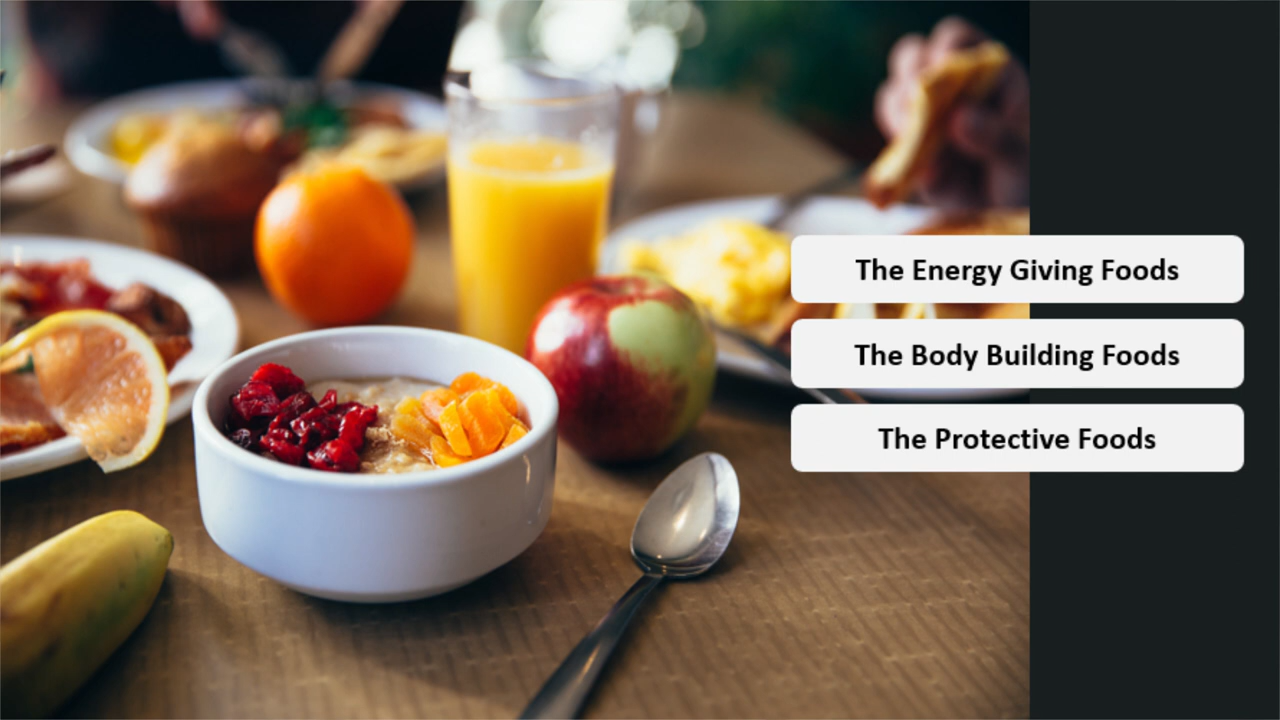 The Energy Giving Foods
The Body Building Foods
The Protective Foods